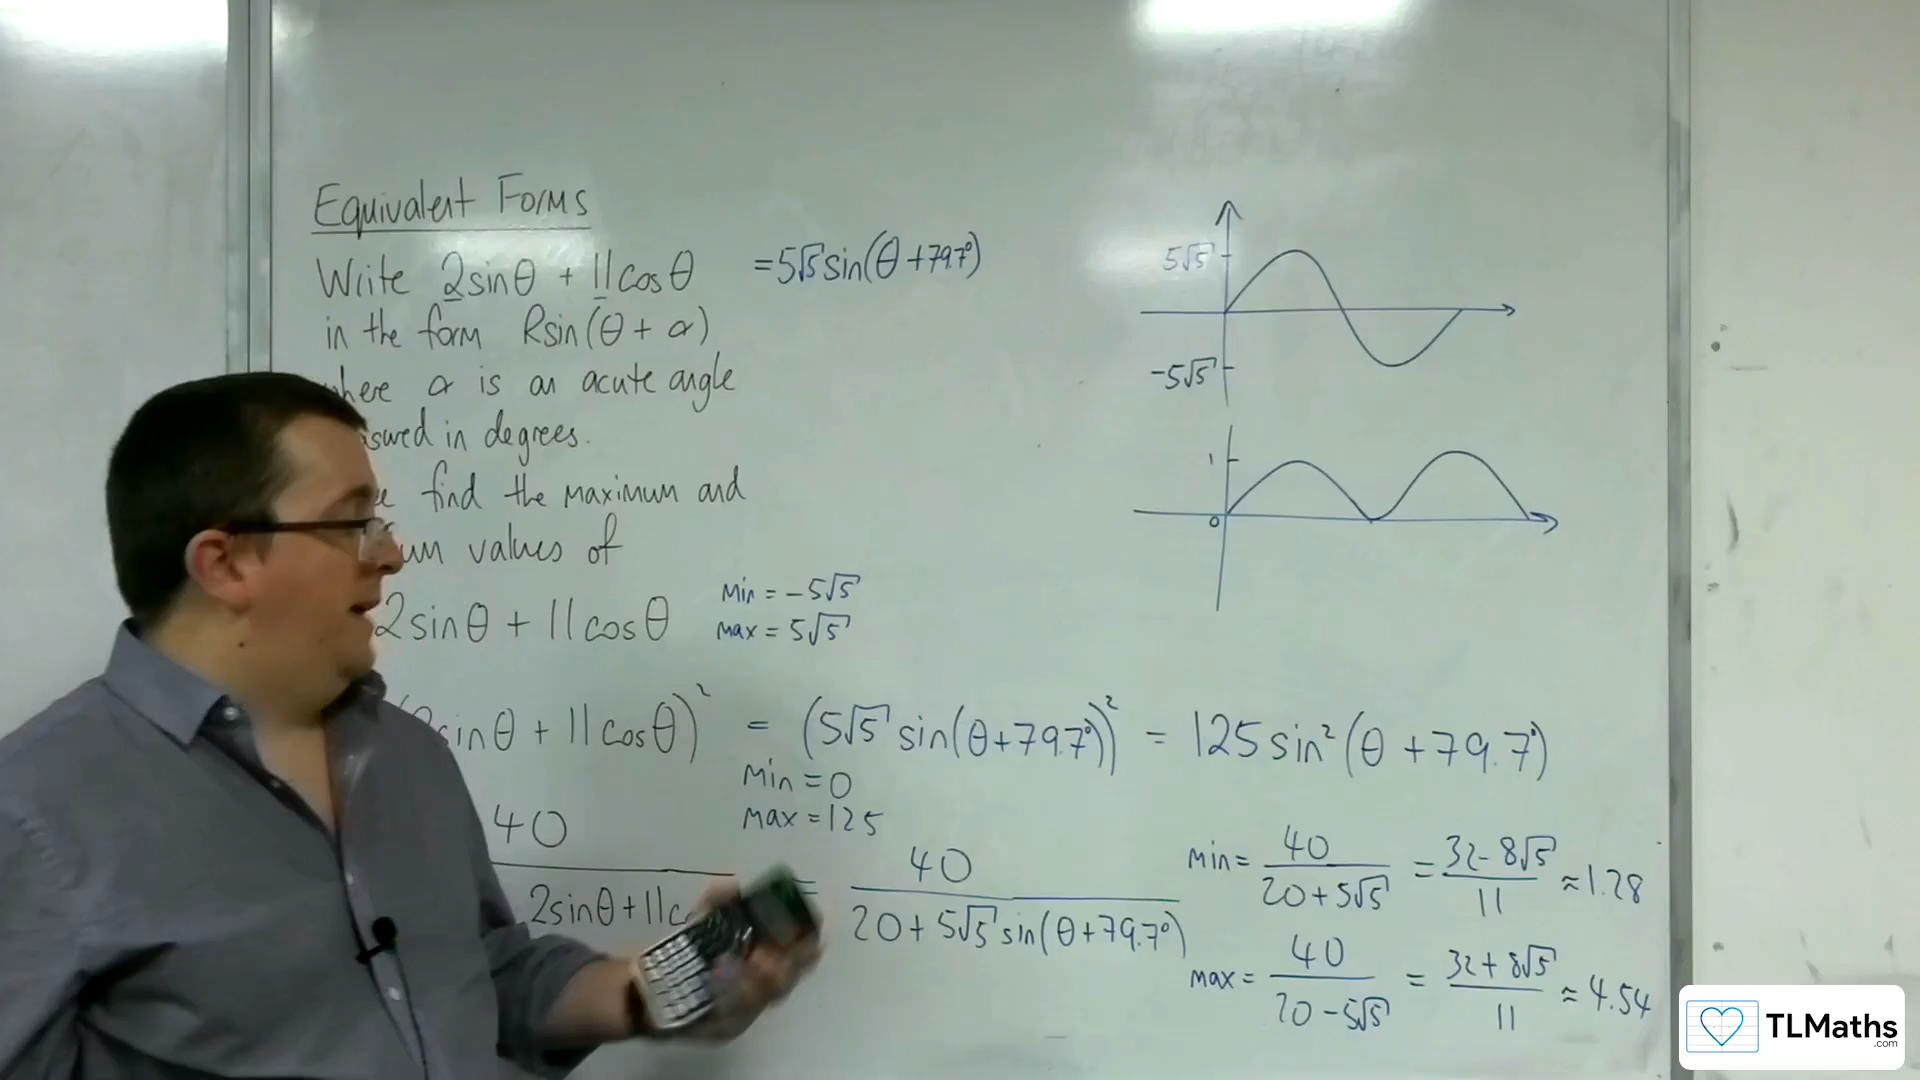 Equivalent Forms
Write 2sinθ + 11cosθ = 5√5 sin(θ + 79.7°)
in the form Rsin(θ + α)
where α is an acute angle
in degrees.
find the maximum and
values of
2sinθ + 11cosθ
min = -5√5
max = 5√5
sinθ + 11cosθ)² = (5√5 sin(θ+79.7°))² = 125sin²(θ + 79.7°)
min = 0
max = 125
40
2sinθ + 11c
= 40
20 + 5√5 sin(θ + 79.7°)
min = 40 / 20+5√5 = 32-8√5 / 11 ≈ 1.28
max = 40 / 20-5√5 = 32+8√5 / 11 ≈ 4.54
5√5
-5√5
1
0
TLMaths
.com